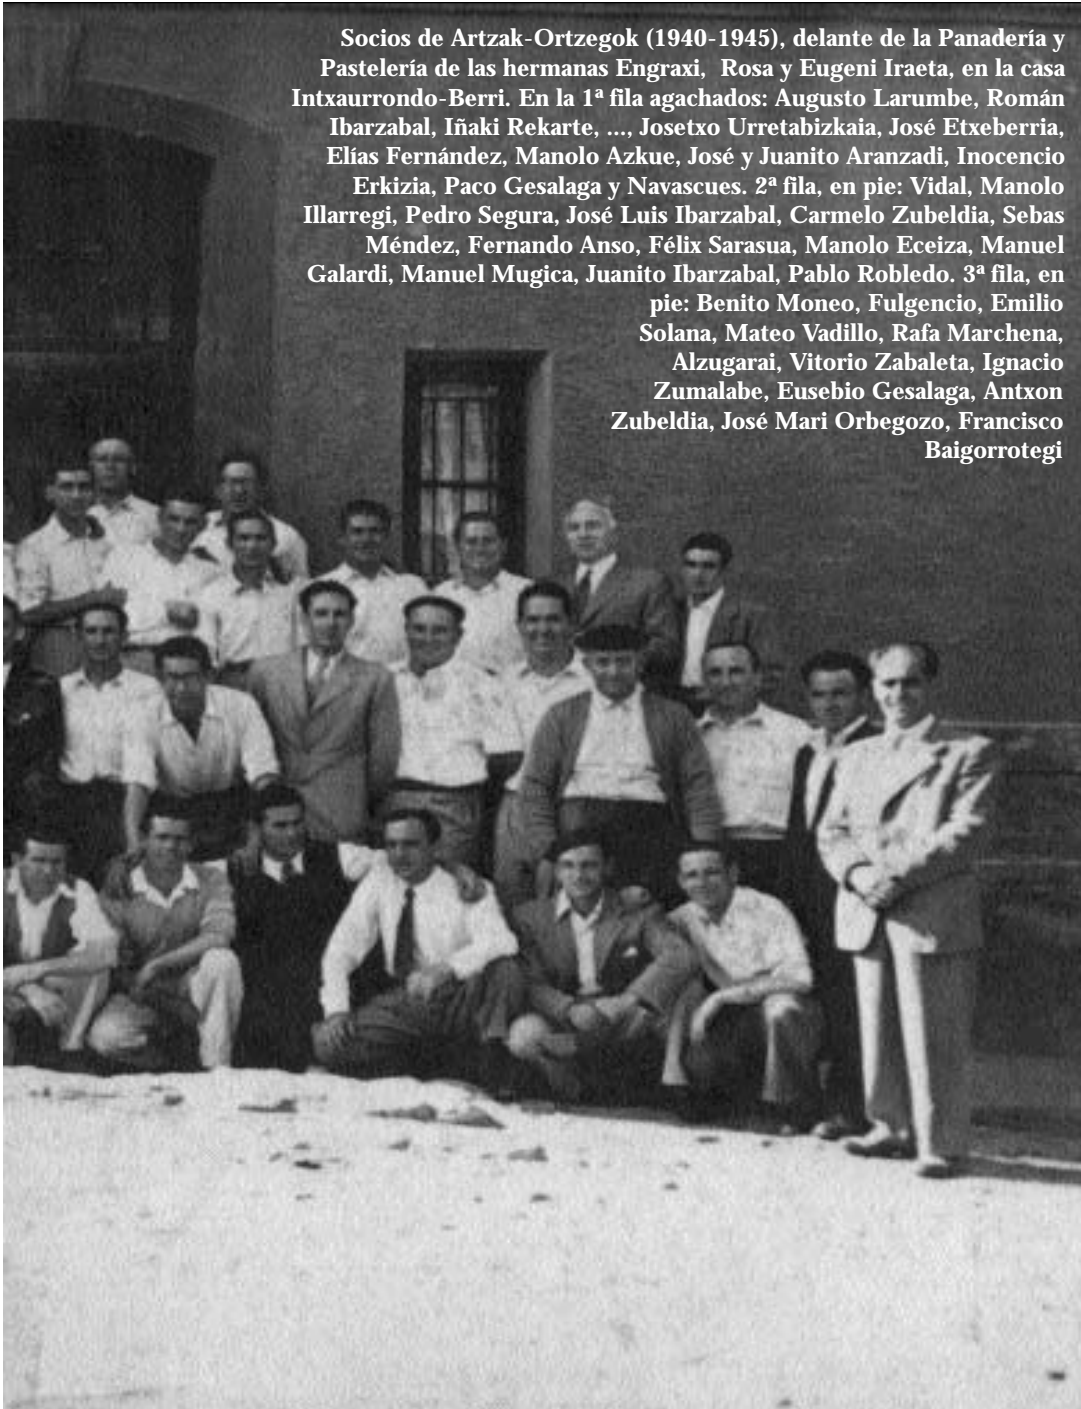 Socios de Artzak-Ortzegok (1940-1945), delante de la Panadería y
Pastelería de las hermanas Engraxi, Rosa y Eugeni Iraeta, en la casa
Intxaurrondo-Berri. En la 1ª fila agachados: Augusto Larumbe, Román
Ibarzabal, Iñaki Rekarte, ..., Josetxo Urretabizkaia, José Etxeberria,
Elías Fernández, Manolo Azkue, José y Juanito Aranzadi, Inocencio
Erkizia, Paco Gesalaga y Navascues. 2ª fila, en pie: Vidal, Manolo
Illarregi, Pedro Segura, José Luis Ibarzabal, Carmelo Zubeldia, Sebas
Méndez, Fernando Anso, Félix Sarasua, Manolo Eceiza, Manuel
Galardi, Manuel Mugica, Juanito Ibarzabal, Pablo Robledo. 3ª fila, en
pie: Benito Moneo, Fulgencio, Emilio
Solana, Mateo Vadillo, Rafa Marchena,
Alzugarai, Vitorio Zabaleta, Ignacio
Zumalabe, Eusebio Gesalaga, Antxon
Zubeldia, José Mari Orbegozo, Francisco
Baigorrotegi